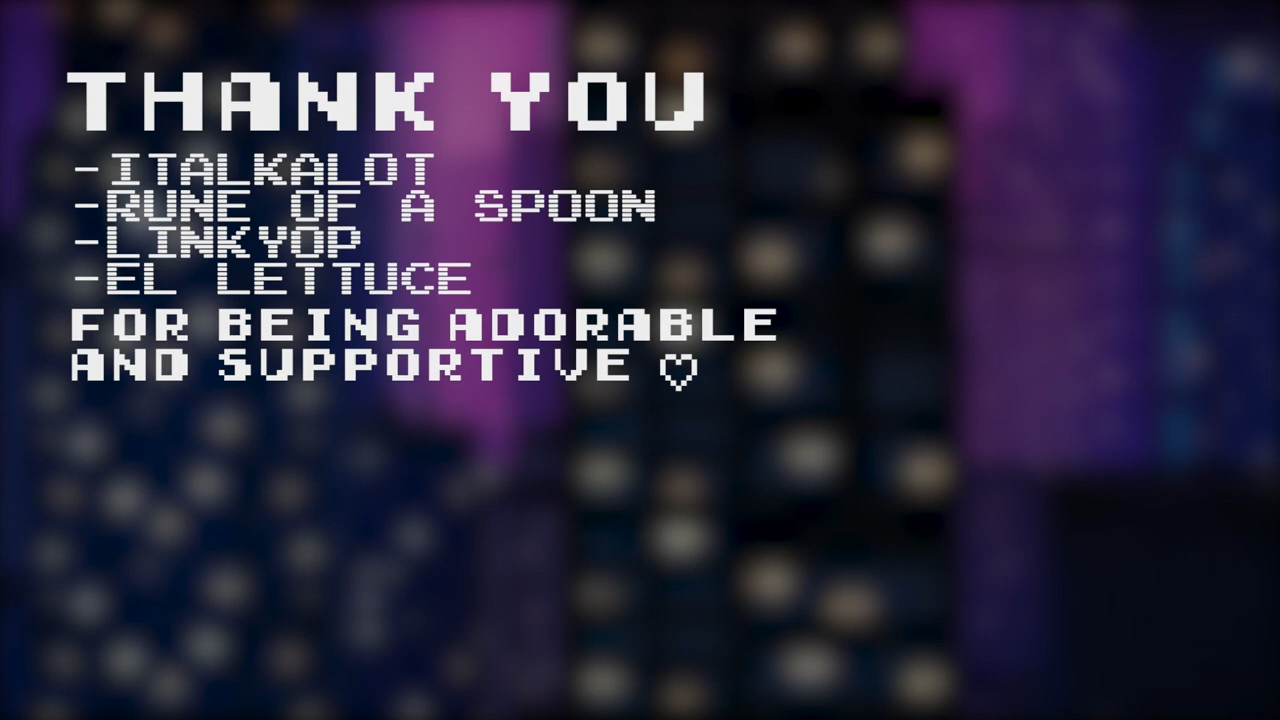 THANK YOU
-ITALKALOT
-RUNE OF A SPOON
-LINKYOP
-EL LETTUCE
FOR BEING ADORABLE
AND SUPPORTIVE ♡